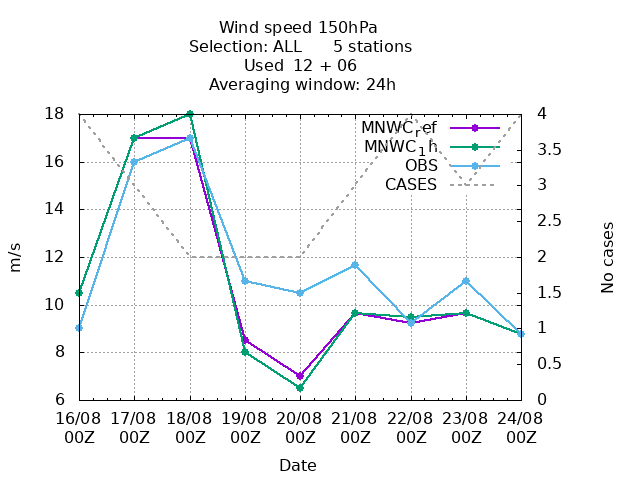 Wind speed 150hPa
Selection: ALL 5 stations
Used 12 + 06
Averaging window: 24h
18 4
MNWCref
MNWC1h
OBS
CASES
16 3.5
14 3
12 2.5
10 2
8 1.5
6 1
0.5
0
m/s
No cases
16/08 17/08 18/08 19/08 20/08 21/08 22/08 23/08 24/08
00Z 00Z 00Z 00Z 00Z 00Z 00Z 00Z 00Z
Date